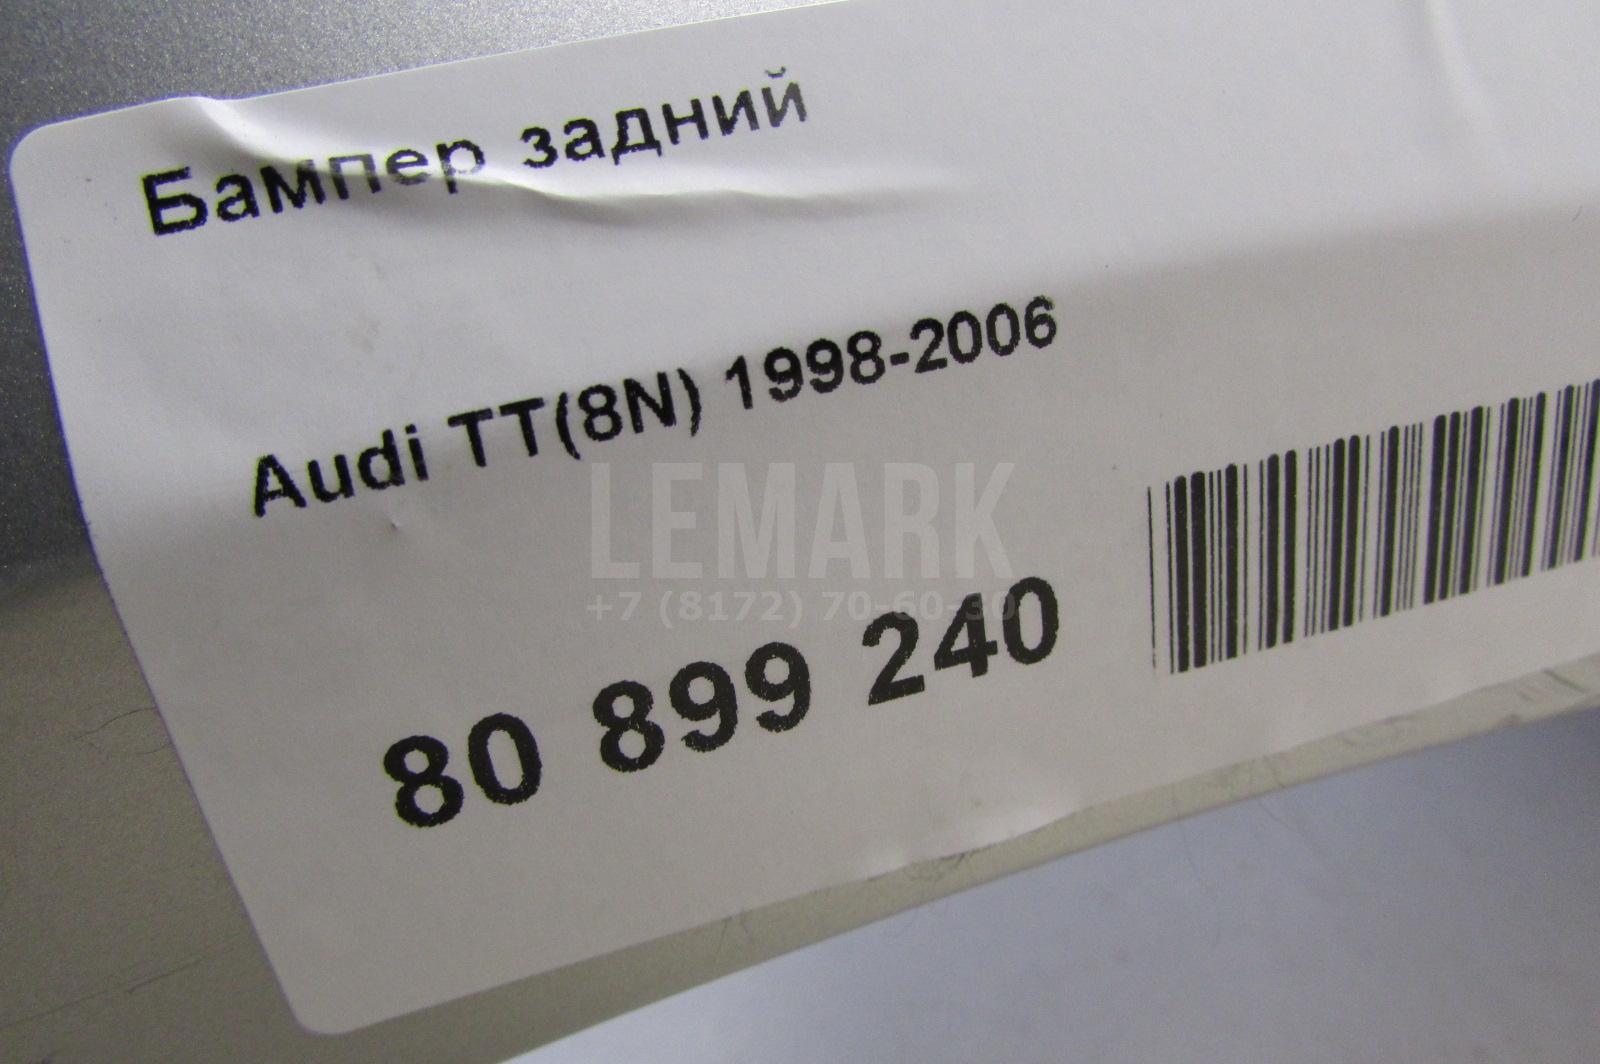 Бампер задний
Audi TT(8N) 1998-2006
LEMARK
+7 (8172) 70-60-30
80 899 240